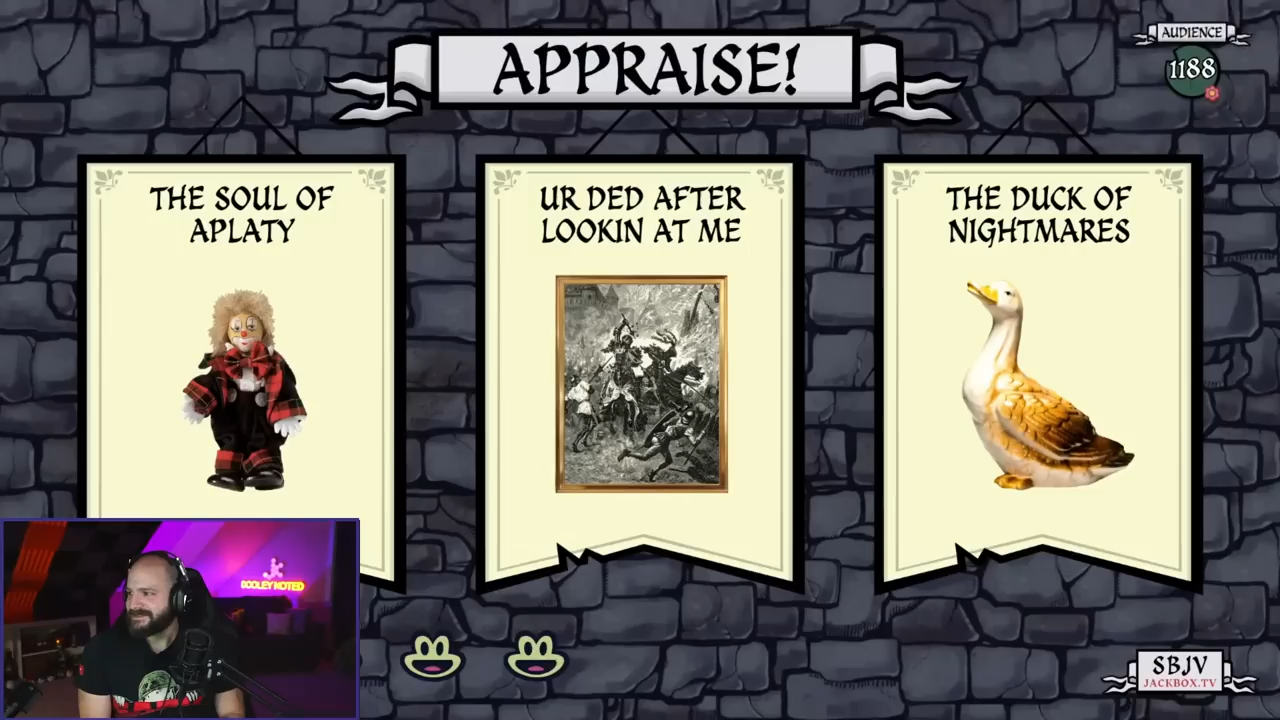 APPRAISE!
AUDIENCE
1188
THE SOUL OF
APLATY
UR DED AFTER
LOOKIN AT ME
THE DUCK OF
NIGHTMARES
DOOLEY NOTED
SBJV
JACKBOX.TV